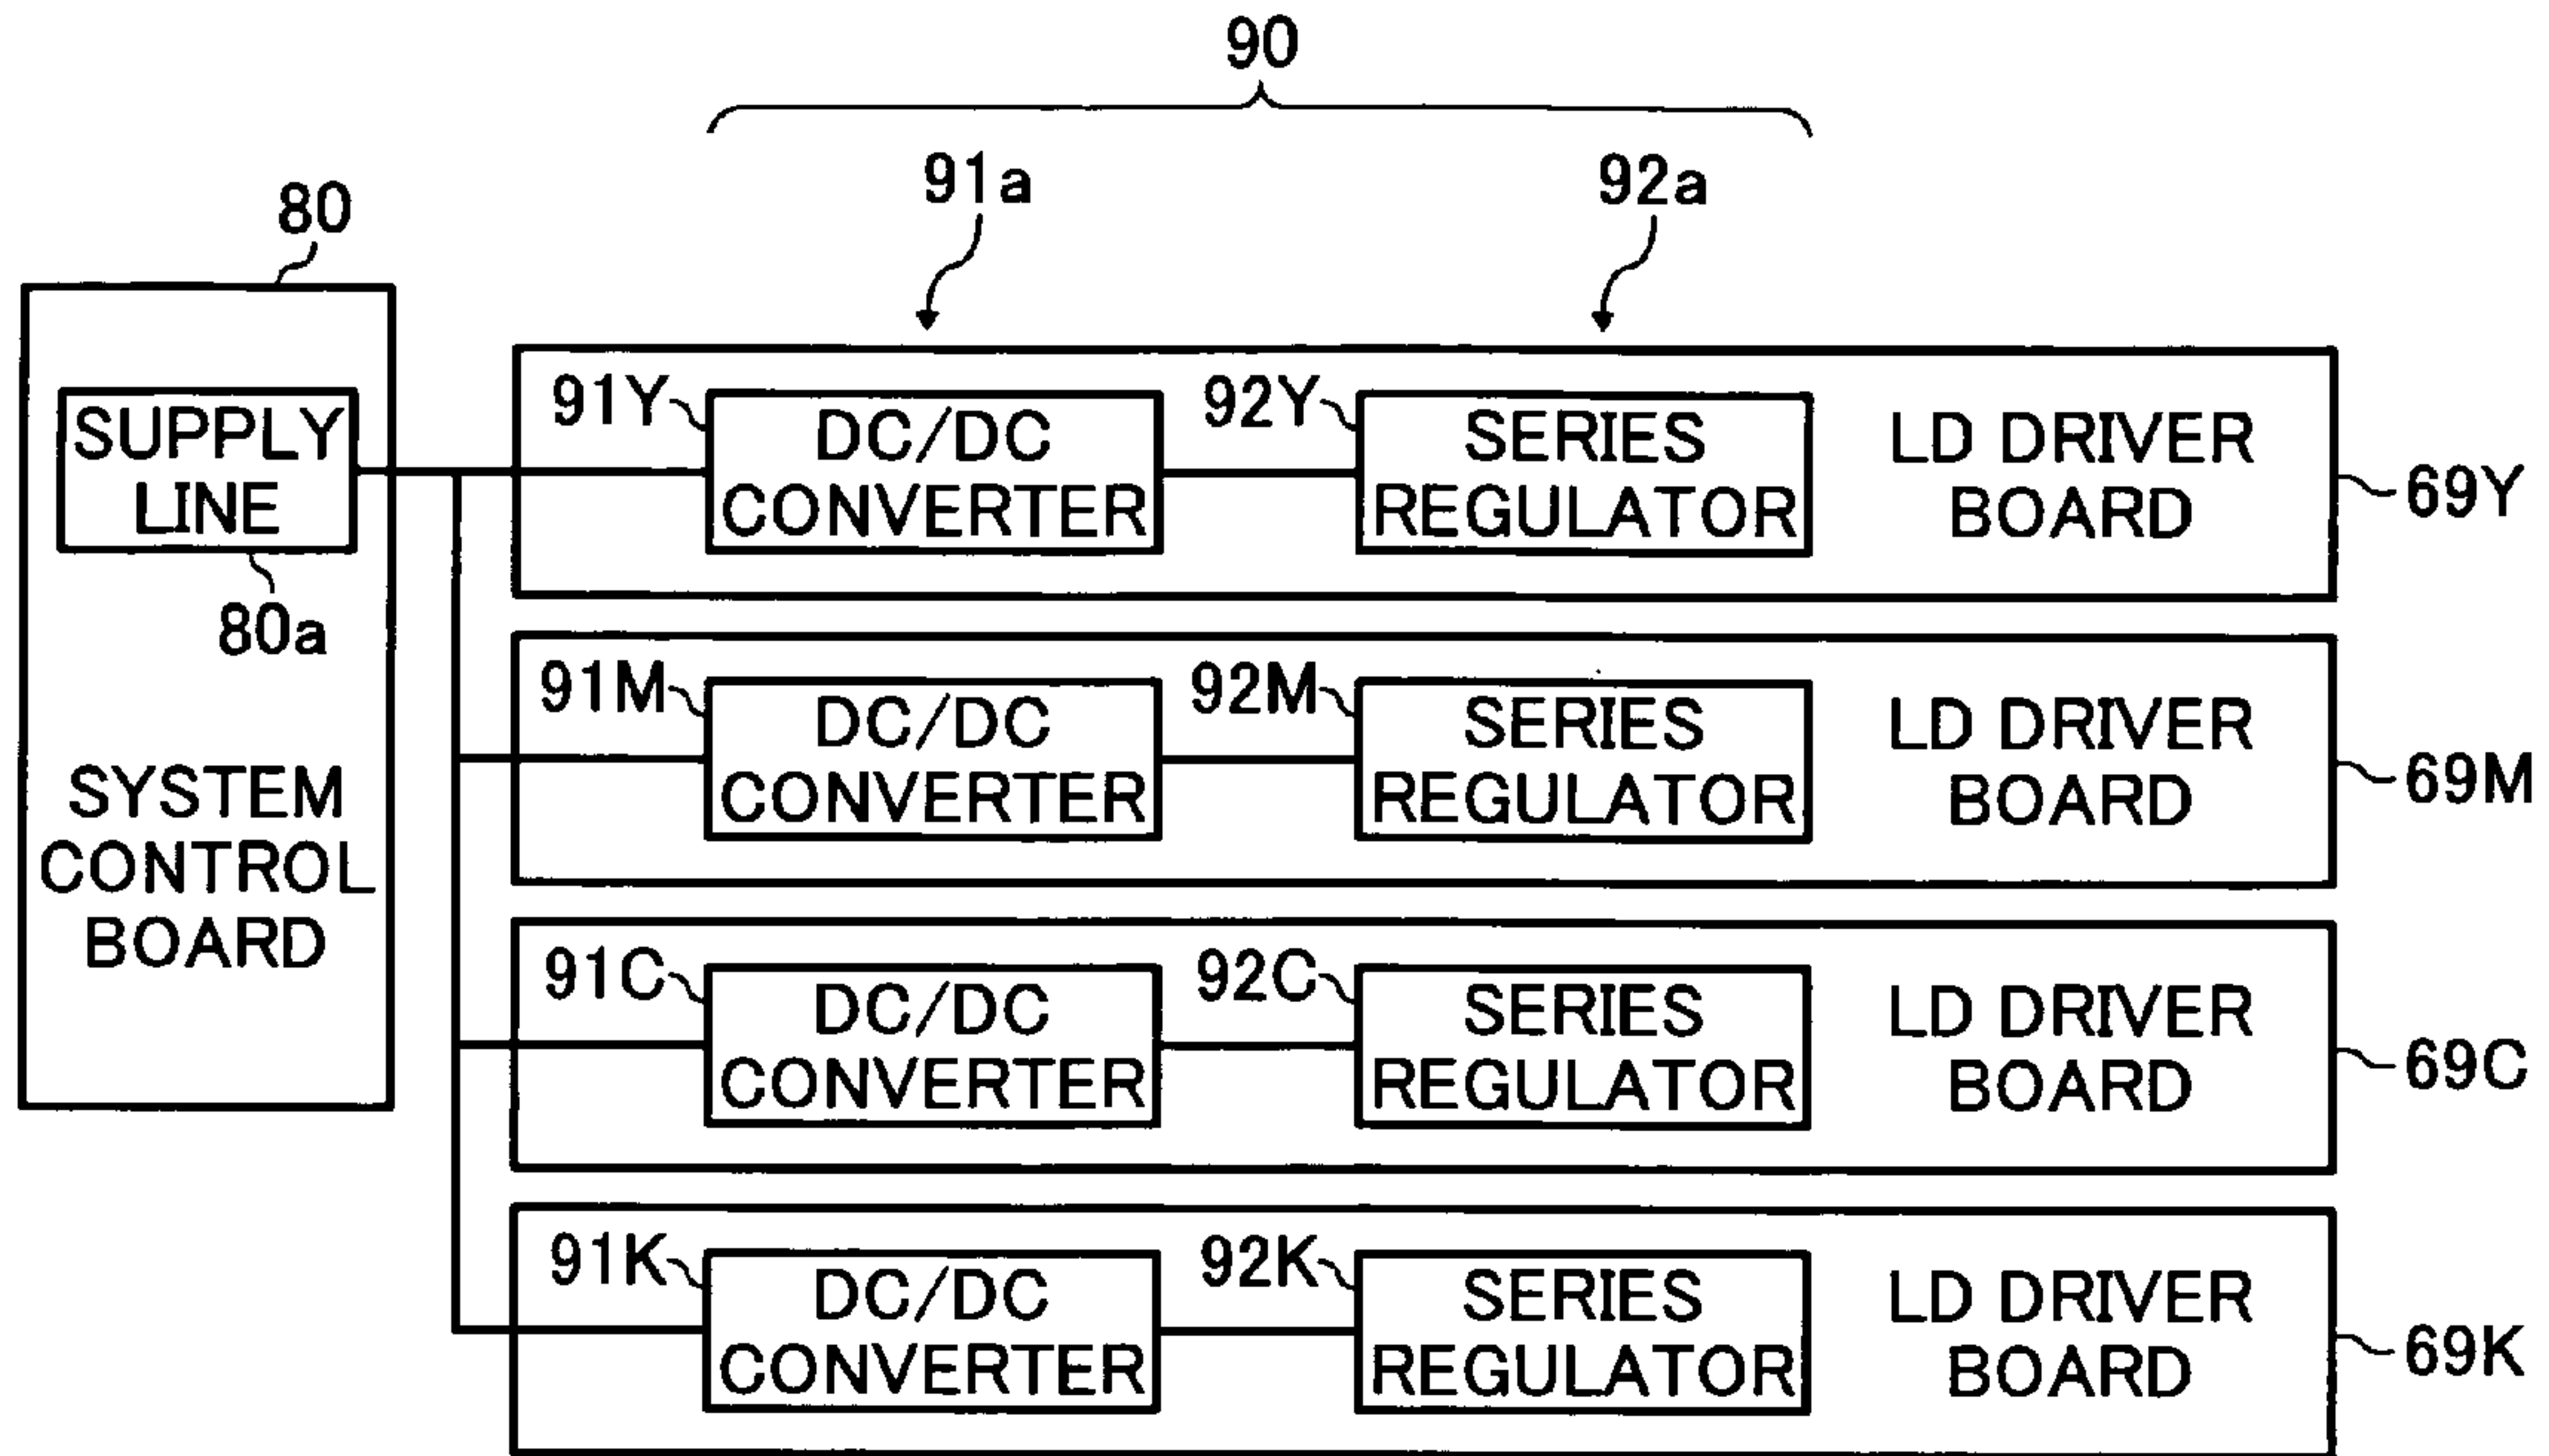 90
91a
92a
80
SUPPLY
LINE
80a
SYSTEM
CONTROL
BOARD
91Y
DC/DC
CONVERTER
92Y
SERIES
REGULATOR
LD DRIVER
BOARD
69Y
91M
DC/DC
CONVERTER
92M
SERIES
REGULATOR
LD DRIVER
BOARD
69M
91C
DC/DC
CONVERTER
92C
SERIES
REGULATOR
LD DRIVER
BOARD
69C
91K
DC/DC
CONVERTER
92K
SERIES
REGULATOR
LD DRIVER
BOARD
69K